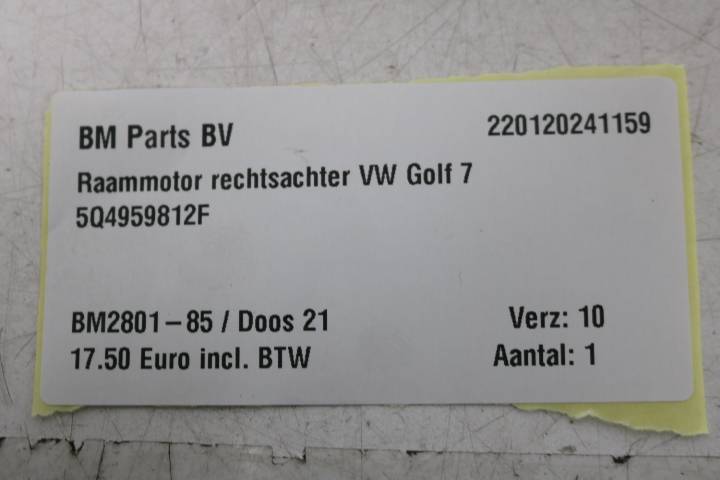 BM Parts BV 220120241159
Raammotor rechtsachter VW Golf 7
5Q4959812F
BM2801-85 / Doos 21 Verz: 10
17.50 Euro incl. BTW Aantal: 1